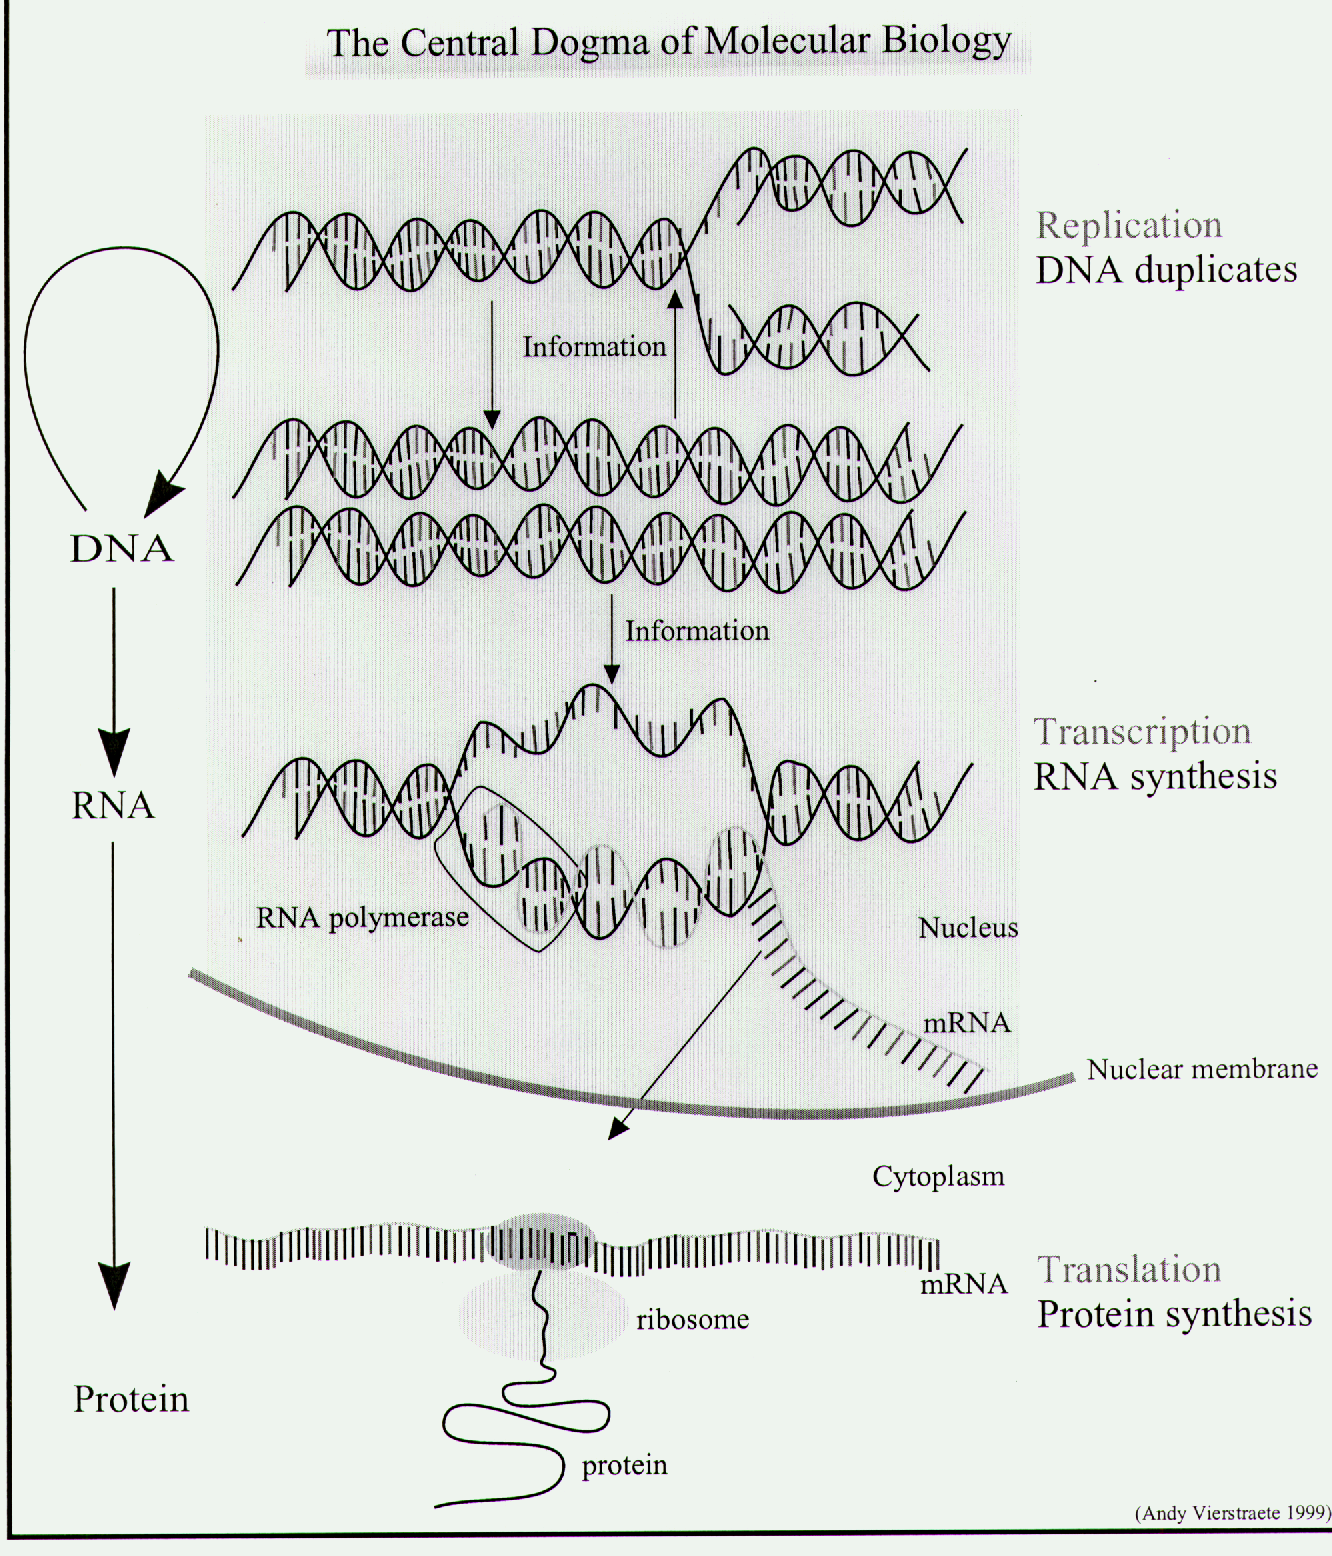 The Central Dogma of Molecular Biology
Replication
DNA duplicates
Information
DNA
Information
Transcription
RNA synthesis
RNA
RNA polymerase
Nucleus
mRNA
Nuclear membrane
Cytoplasm
mRNA
Translation
Protein synthesis
ribosome
Protein
protein
(Andy Vierstraete 1999)